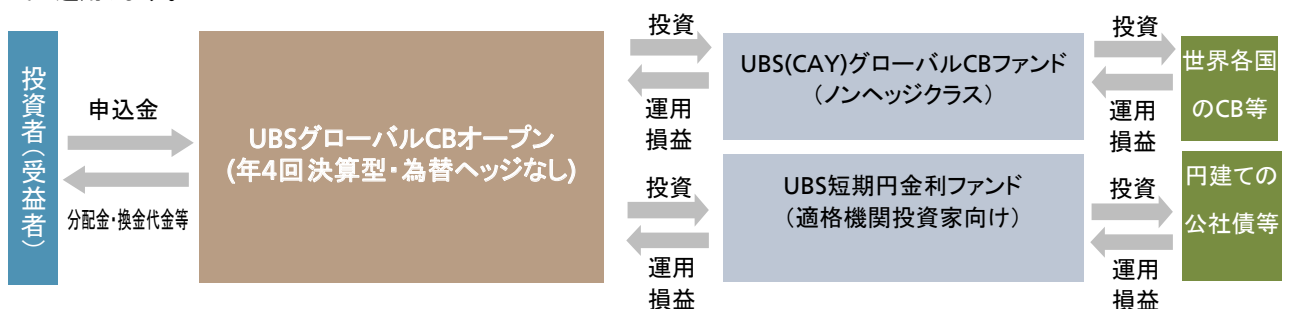 投資者(受益者)
申込金
分配金・換金代金等
UBSグローバルCBオープン
(年4回決算型・為替ヘッジなし)
投資
運用
損益
UBS(CAY)グローバルCBファンド
(ノンヘッジクラス)
投資
運用
損益
世界各国
のCB等
投資
運用
損益
UBS短期円金利ファンド
(適格機関投資家向け)
投資
運用
損益
円建ての
公社債等